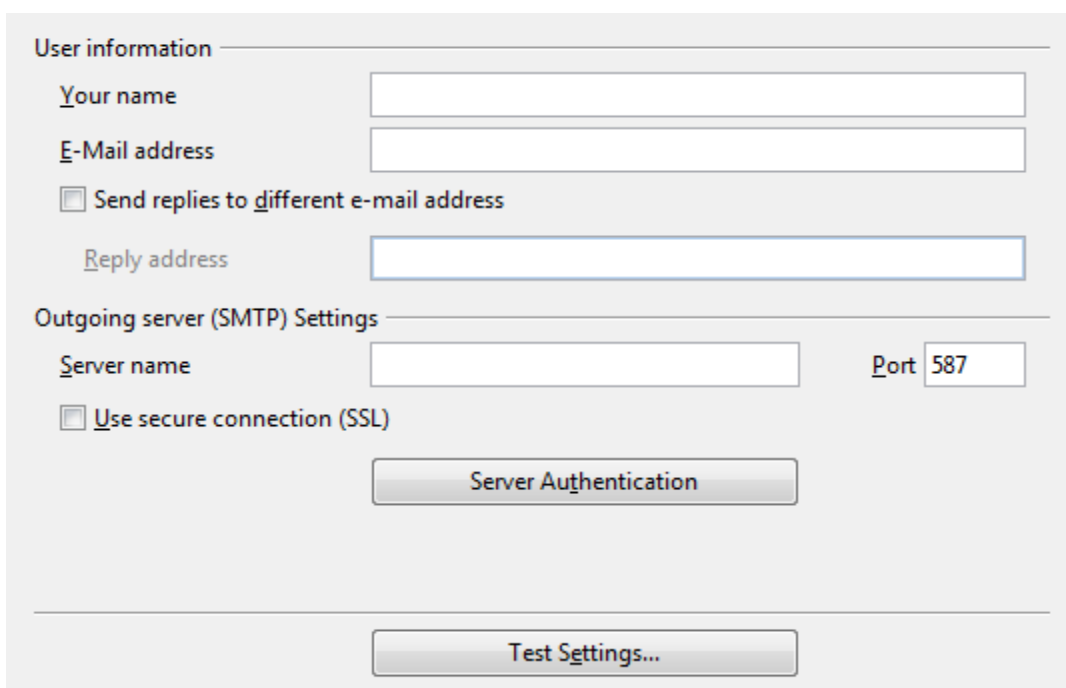 User information
Your name
E-Mail address
Send replies to different e-mail address
Reply address
Outgoing server (SMTP) Settings
Server name Port 587
Use secure connection (SSL)
Server Authentication
Test Settings...